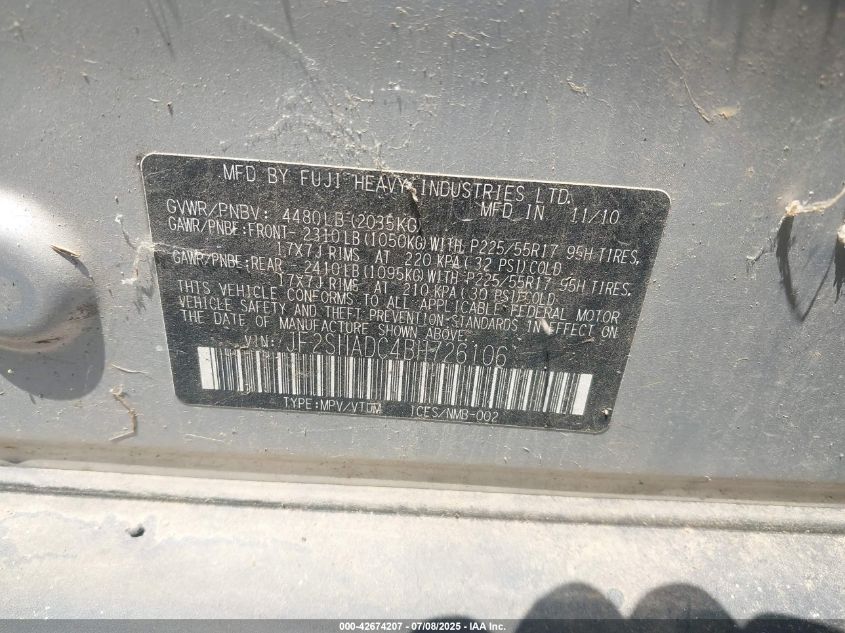 MFD BY FUJI HEAVY INDUSTRIES LTD.
MFD IN 11/10
GVWR/PNBV: 4480LB(2035KG)
GAWR/PNBE:FRONT- 2310LB(1050KG)WITH P225/55R17 95H TIRES,
17X7J RIMS AT 220 KPA(32 PSI)COLD
GAWR/PNBE:REAR - 2410LB(1095KG)WITH P225/55R17 95H TIRES,
17X7J RIMS AT 210 KPA(30 PSI)COLD
THIS VEHICLE CONFORMS TO ALL APPLICABLE FEDERAL MOTOR
VEHICLE SAFETY AND THEFT PREVENTION STANDARDS IN EFFECT ON
THE DATE OF MANUFACTURE SHOWN ABOVE.
VIN: JF2SHADC4BH726106
TYPE:MPV/VTUM ICES/NMB-002
000-42674207 - 07/08/2025 - IAA Inc.